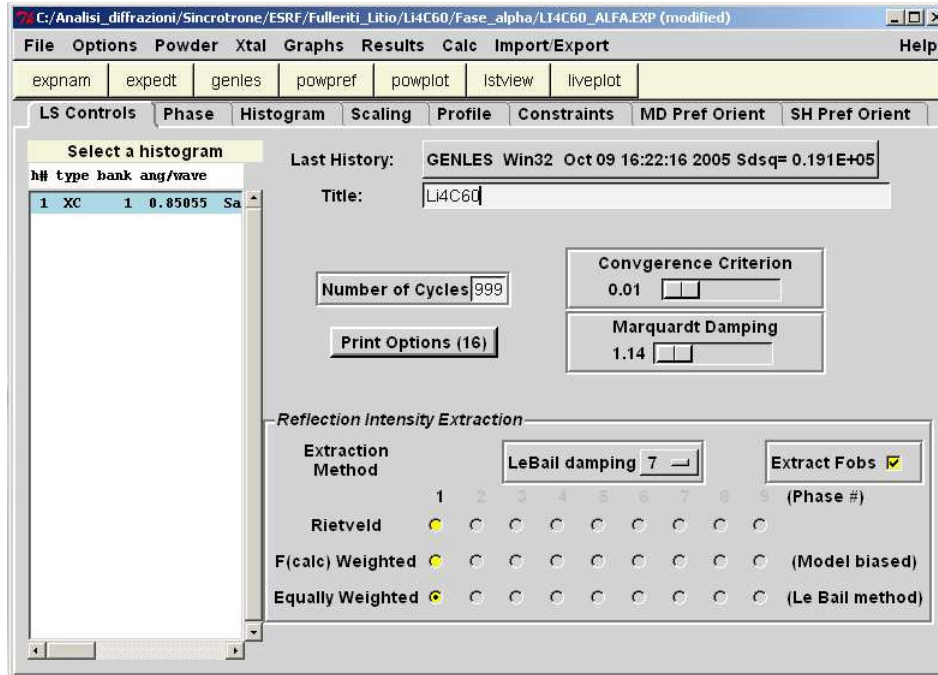 C:/Analisi_diffrazioni/Sincrotrone/ESRF/Fulleriti_Litio/Li4C60/Fase_alpha/LI4C60_ALFA.EXP (modified)
File Options Powder Xtal Graphs Results Calc Import/Export Help
expnam expedt genles powpref powplot lstview liveplot
LS Controls Phase Histogram Scaling Profile Constraints MD Pref Orient SH Pref Orient
Select a histogram
h# type bank ang/wave
1 XC 1 0.85055 Sa
Last History: GENLES Win32 Oct 09 16:22:16 2005 Sdsq= 0.191E+05
Title: Li4C60
Number of Cycles 999
Convgerence Criterion
0.01
Print Options (16)
Marquardt Damping
1.14
Reflection Intensity Extraction
Extraction Method
LeBail damping 7
Extract Fobs
1 2 3 4 5 6 7 8 9 (Phase #)
Rietveld
F(calc) Weighted (Model biased)
Equally Weighted (Le Bail method)